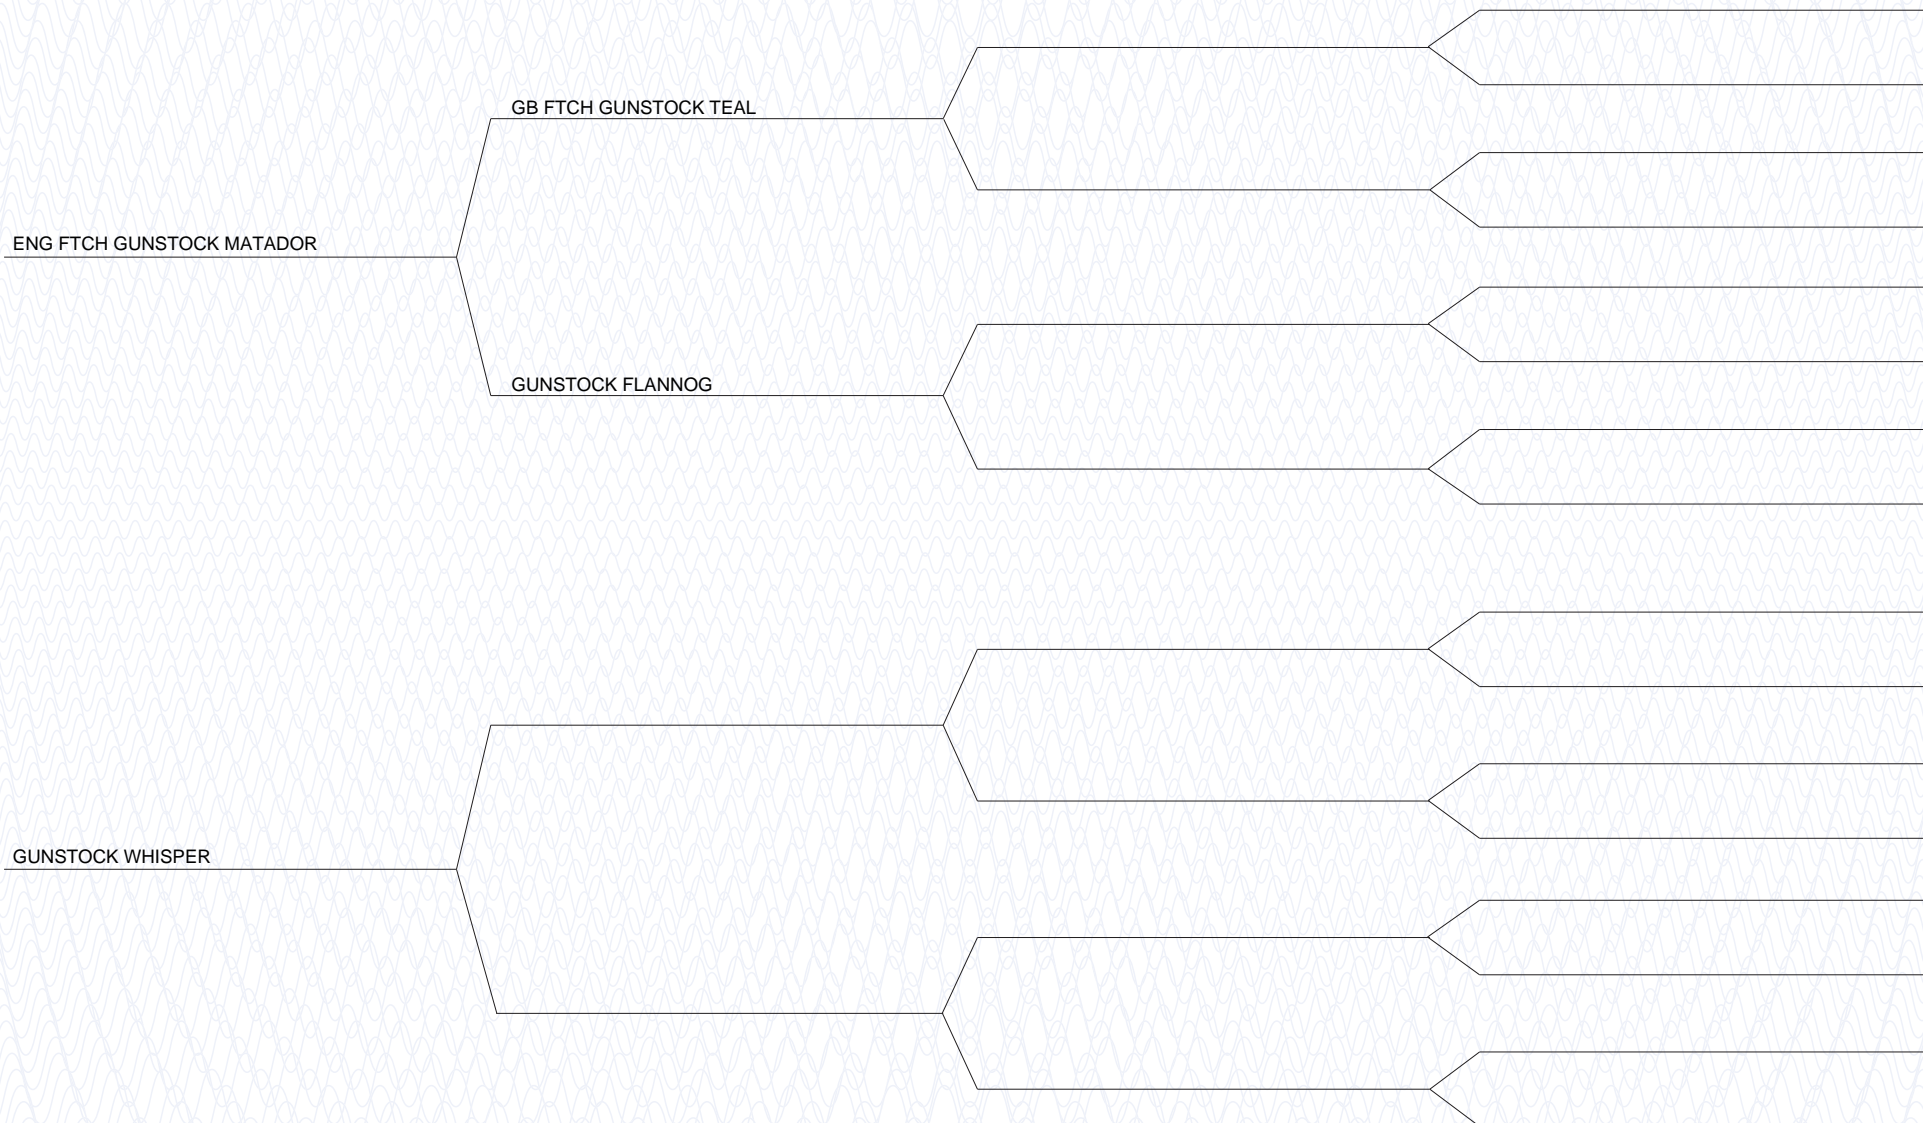 GB FTCH GUNSTOCK TEAL
ENG FTCH GUNSTOCK MATADOR
GUNSTOCK FLANNOG
GUNSTOCK WHISPER